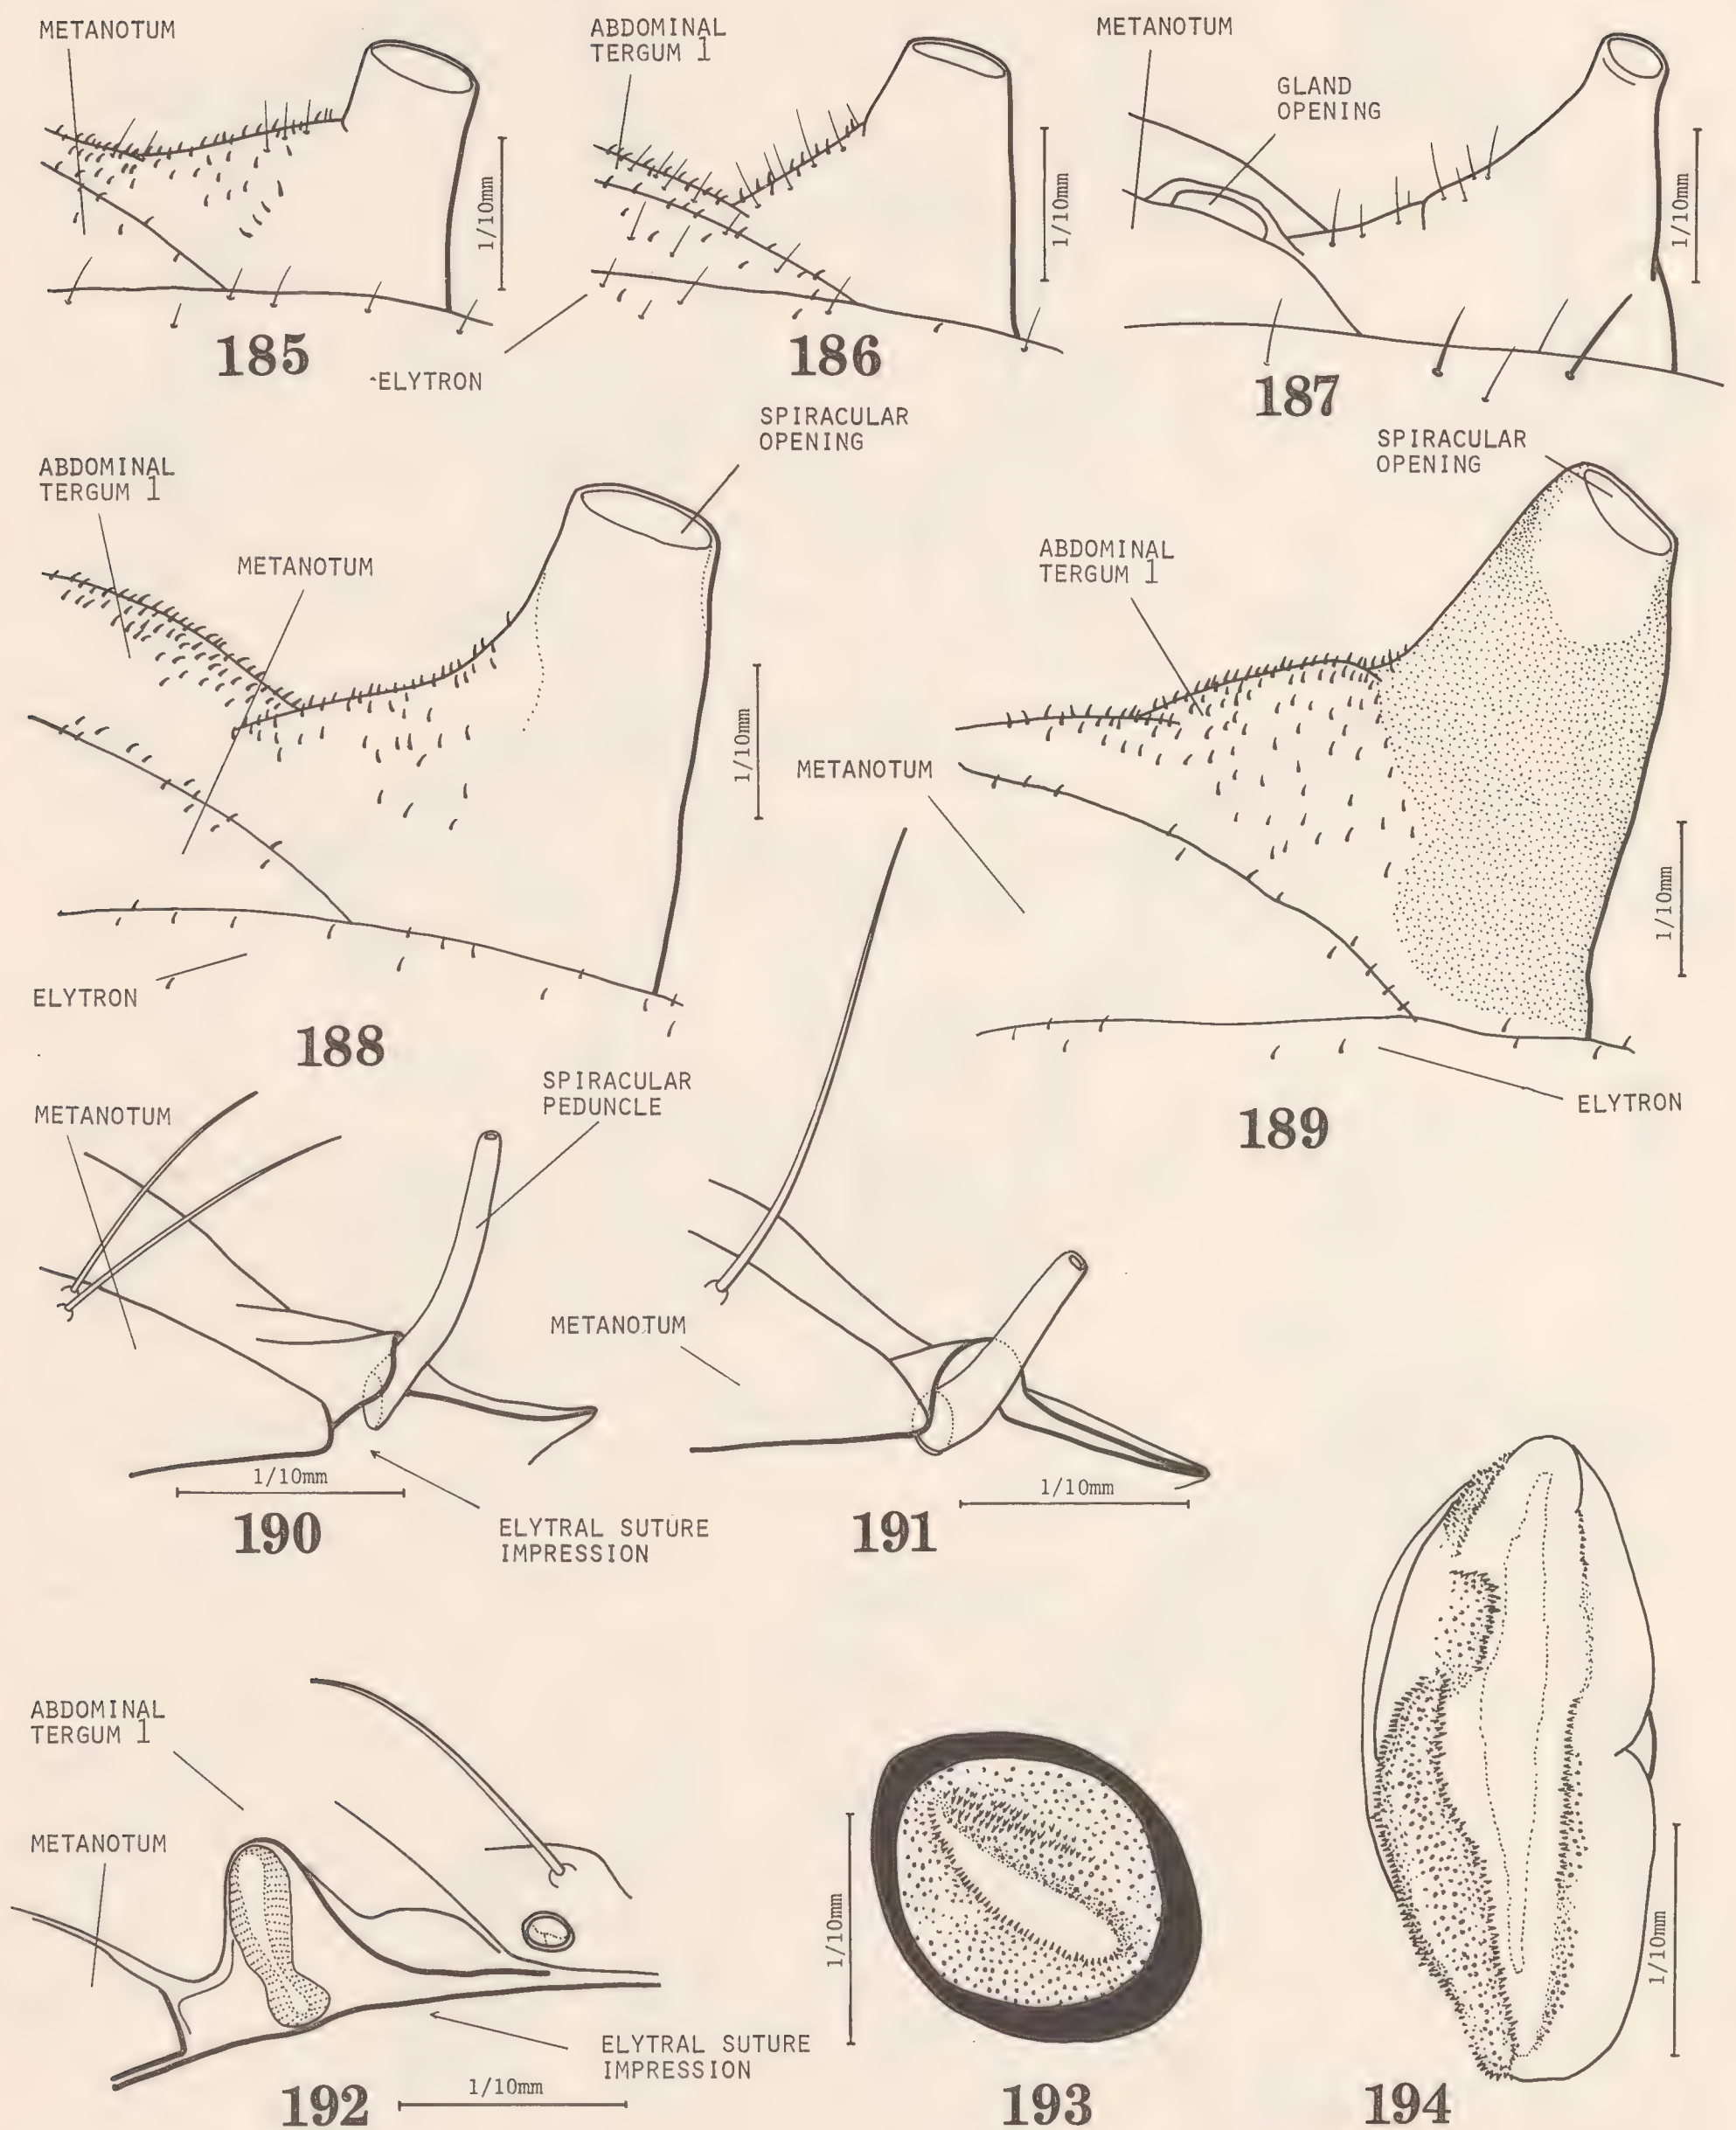 METANOTUM
1/10mm
185
ABDOMINAL
TERGUM 1
1/10mm
186
-ELYTRON
METANOTUM
GLAND
OPENING
1/10mm
187
ABDOMINAL
TERGUM 1
METANOTUM
SPIRACULAR
OPENING
1/10mm
ELYTRON
188
SPIRACULAR
OPENING
ABDOMINAL
TERGUM 1
METANOTUM
1/10mm
ELYTRON
189
METANOTUM
SPIRACULAR
PEDUNCLE
1/10mm
190
ELYTRAL SUTURE
IMPRESSION
METANOTUM
1/10mm
191
ABDOMINAL
TERGUM 1
METANOTUM
ELYTRAL SUTURE
IMPRESSION
1/10mm
192
1/10mm
193
1/10mm
194